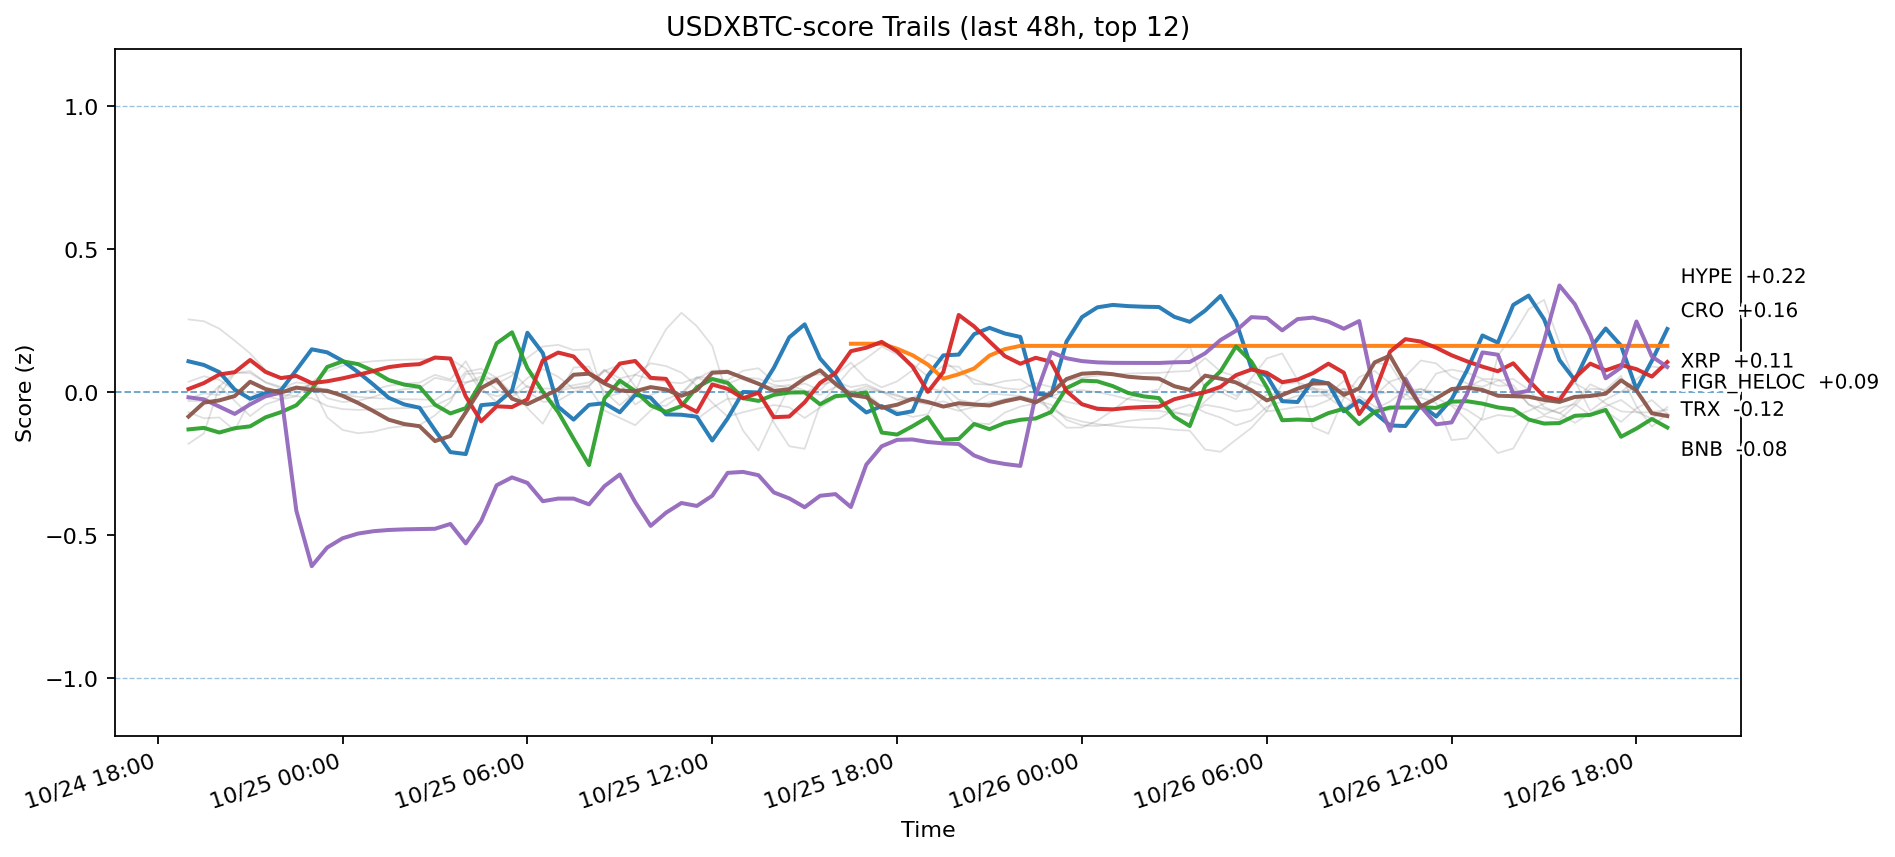 USDXBTC-score Trails (last 48h, top 12)
Score (z)
1.0
0.5
0.0
−0.5
−1.0
HYPE +0.22
CRO +0.16
XRP +0.11
FIGR_HELOC +0.09
TRX -0.12
BNB -0.08
10/24 18:00
10/25 00:00
10/25 06:00
10/25 12:00
10/25 18:00
10/26 00:00
10/26 06:00
10/26 12:00
10/26 18:00
Time